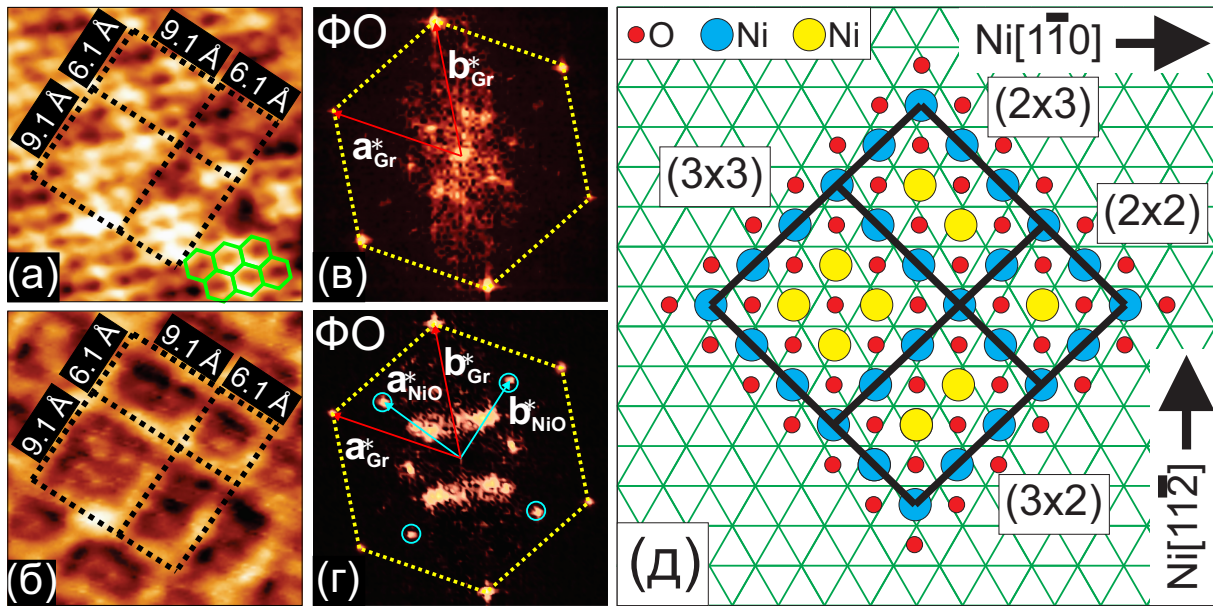 6.1 Å
9.1 Å
9.1 Å
6.1 Å
(а)
ФО
b*Gr
a*Gr
(в)
6.1 Å
9.1 Å
9.1 Å
6.1 Å
(б)
ФО
b*Gr
a*NiO
b*NiO
a*Gr
(г)
O Ni Ni
Ni[11̅0]
(2x3)
(3x3)
(2x2)
(3x2)
Ni[112̅]
(д)